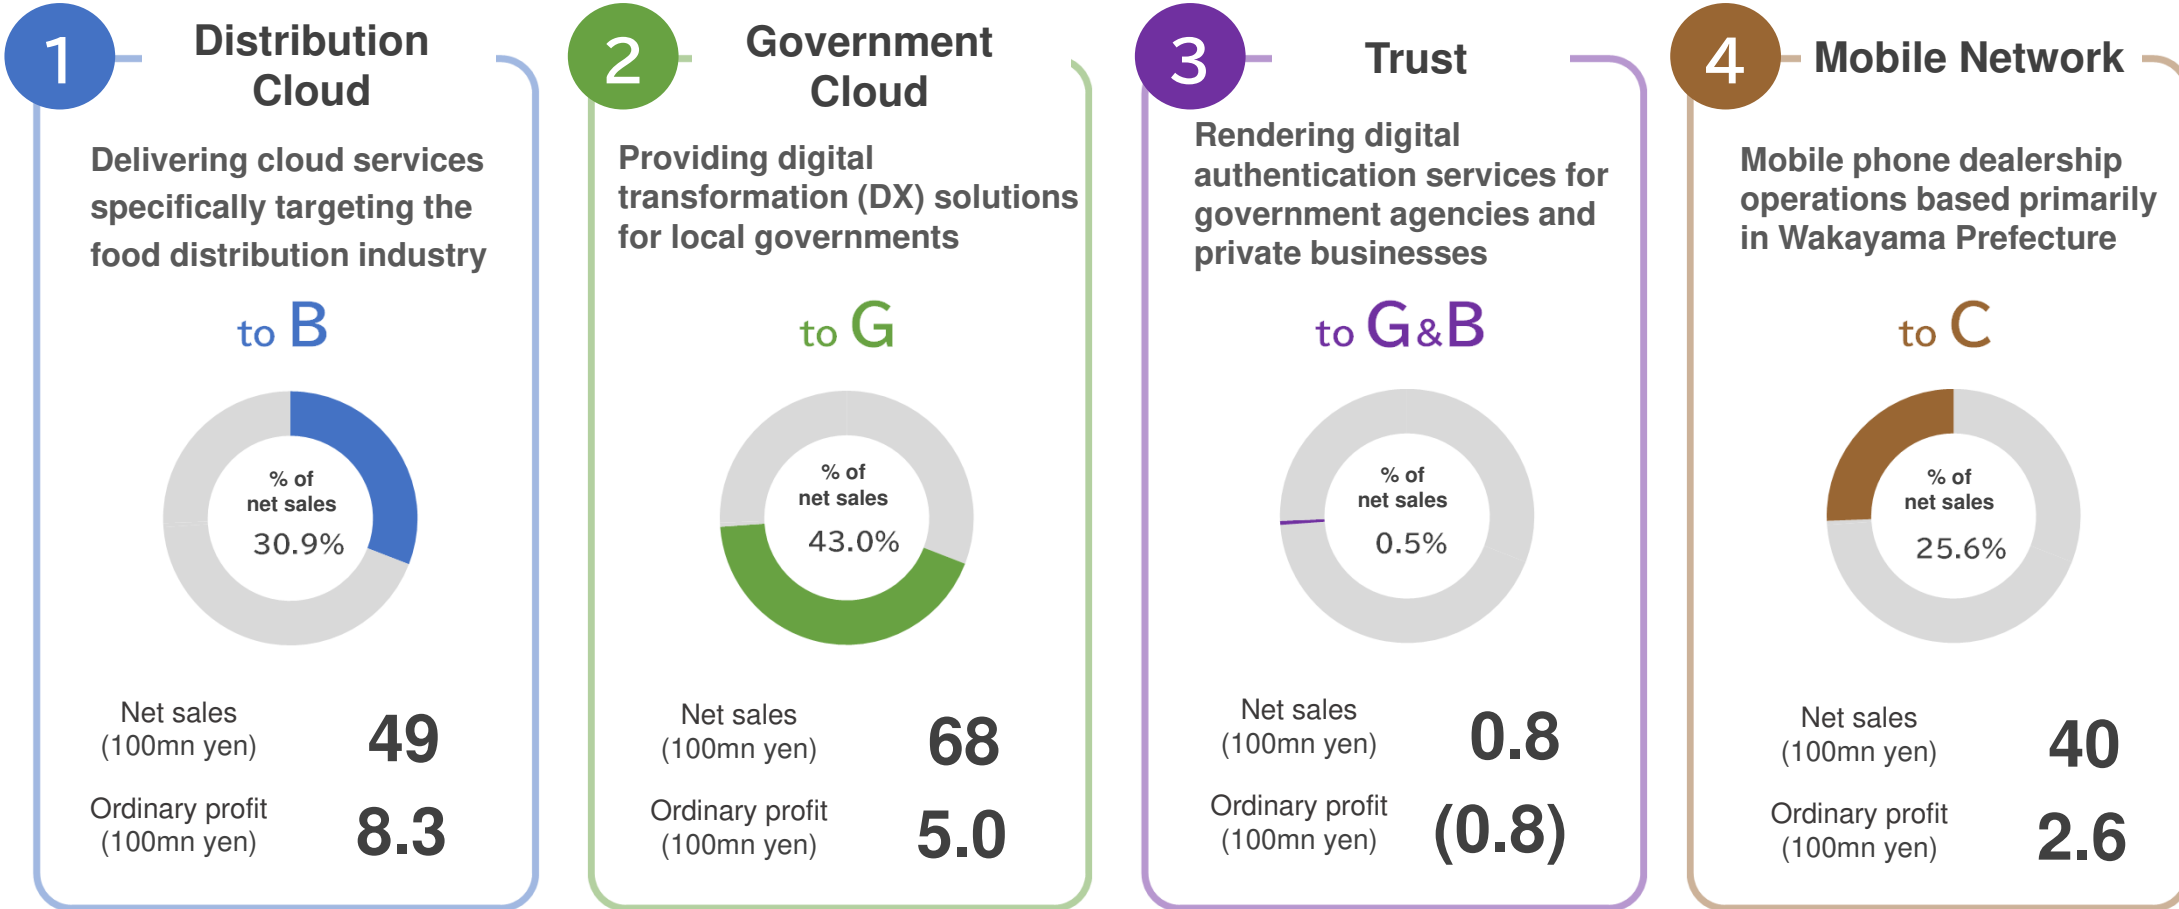 1
Distribution
Cloud
Delivering cloud services
specifically targeting the
food distribution industry
to B
% of
net sales
30.9%
Net sales
(100mn yen)
49
Ordinary profit
(100mn yen)
8.3
2
Government
Cloud
Providing digital
transformation (DX) solutions
for local governments
to G
% of
net sales
43.0%
Net sales
(100mn yen)
68
Ordinary profit
(100mn yen)
5.0
3
Trust
Rendering digital
authentication services for
government agencies and
private businesses
to G&B
% of
net sales
0.5%
Net sales
(100mn yen)
0.8
Ordinary profit
(100mn yen)
(0.8)
4
Mobile Network
Mobile phone dealership
operations based primarily
in Wakayama Prefecture
to C
% of
net sales
25.6%
Net sales
(100mn yen)
40
Ordinary profit
(100mn yen)
2.6